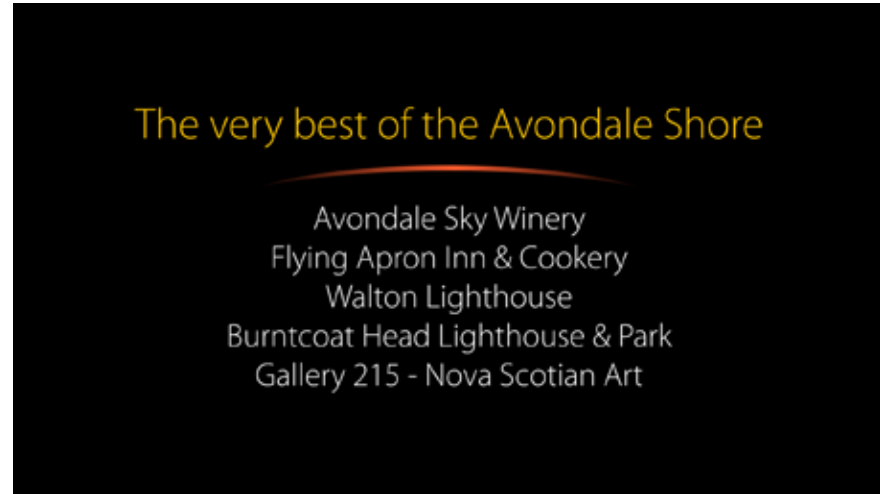 The very best of the Avondale Shore
Avondale Sky Winery
Flying Apron Inn & Cookery
Walton Lighthouse
Burntcoat Head Lighthouse & Park
Gallery 215 - Nova Scotian Art